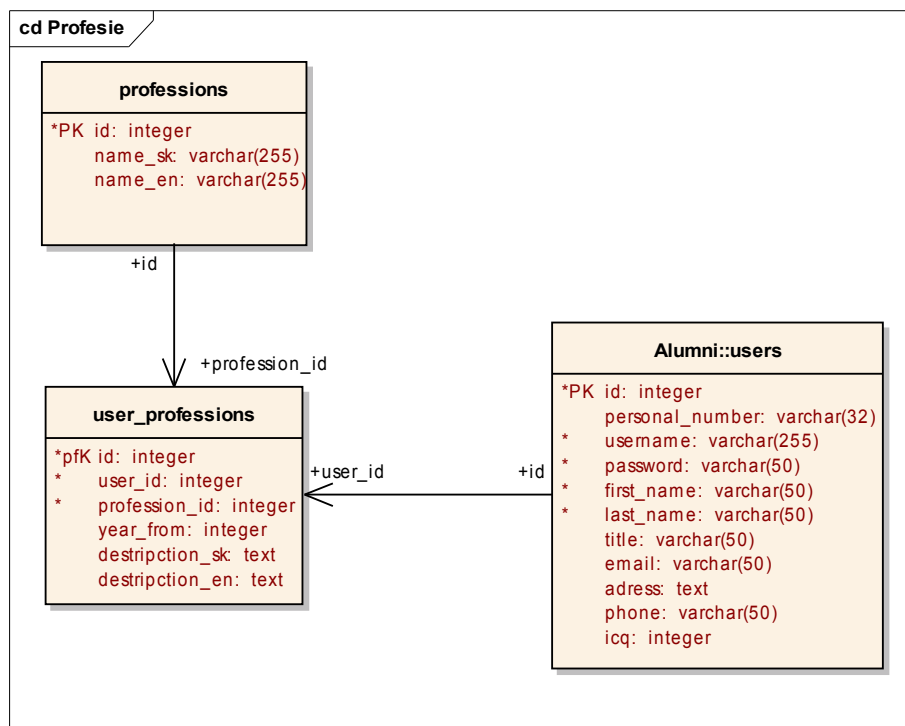 cd Profesie
professions
*PK id: integer
name_sk: varchar(255)
name_en: varchar(255)
+id
+profession_id
user_professions
*pfK id: integer
* user_id: integer
* profession_id: integer
year_from: integer
destripction_sk: text
destripction_en: text
+user_id
+id
Alumni::users
*PK id: integer
personal_number: varchar(32)
* username: varchar(255)
* password: varchar(50)
* first_name: varchar(50)
* last_name: varchar(50)
title: varchar(50)
email: varchar(50)
adress: text
phone: varchar(50)
icq: integer